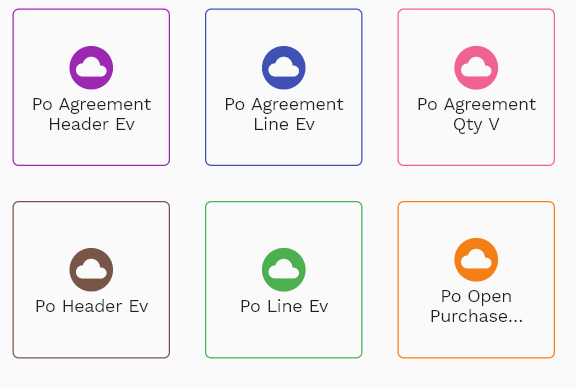 Po Agreement
Header Ev
Po Agreement
Line Ev
Po Agreement
Qty V
Po Header Ev
Po Line Ev
Po Open
Purchase...